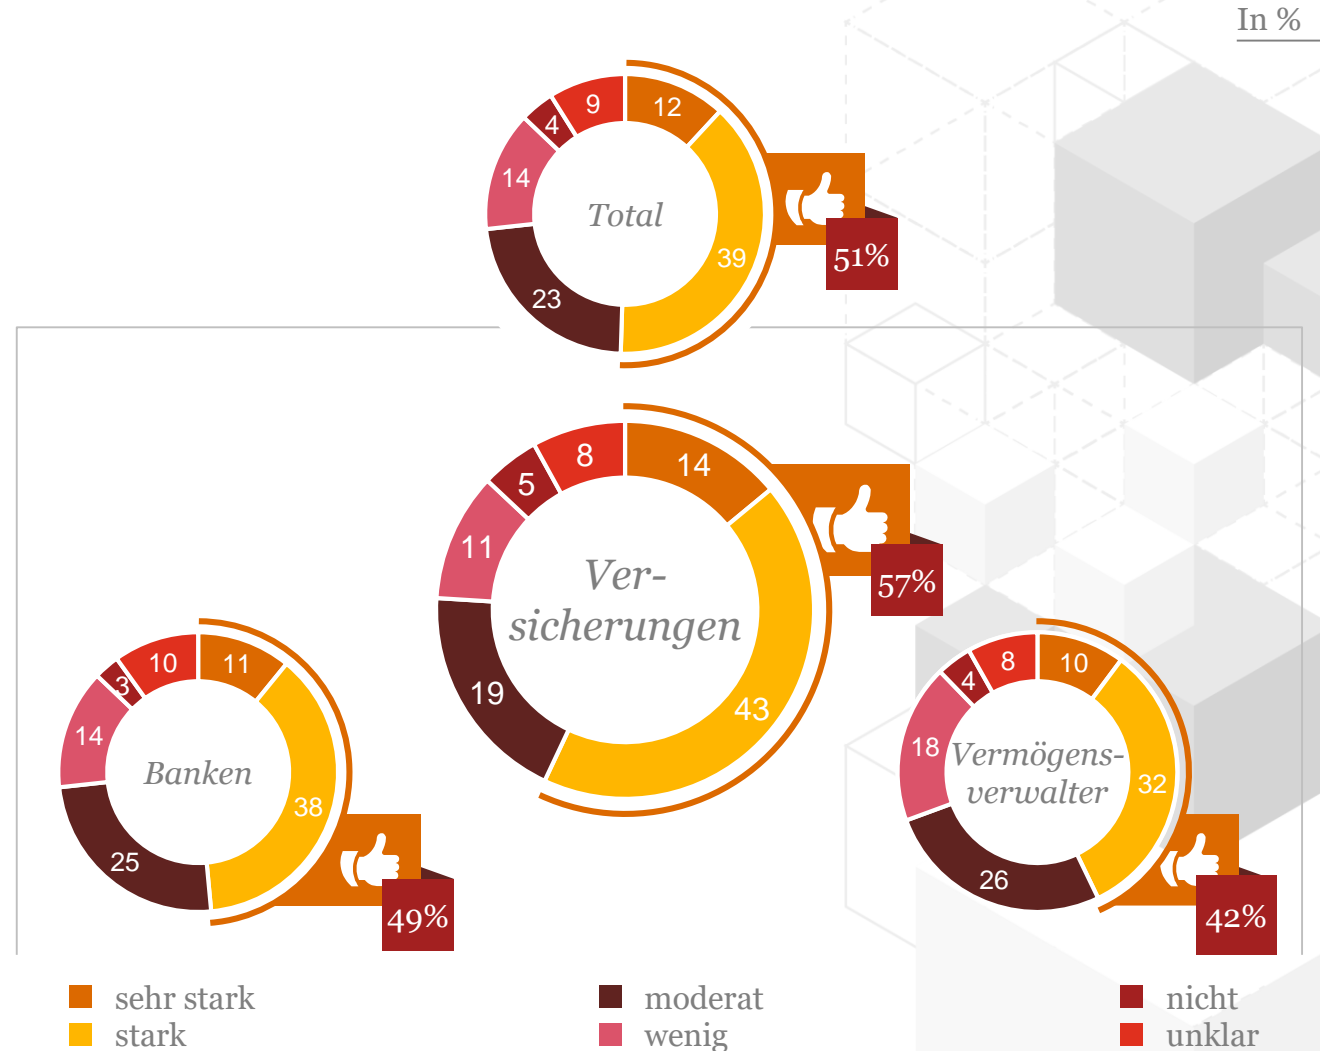 In %
9
12
4
14
39
23
Total
51%
8
14
5
11
19
43
Ver-
sicherungen
57%
10
11
3
14
25
38
Banken
49%
8
10
4
18
26
32
Vermögens-
verwalter
42%
sehr stark
stark
moderat
wenig
nicht
unklar